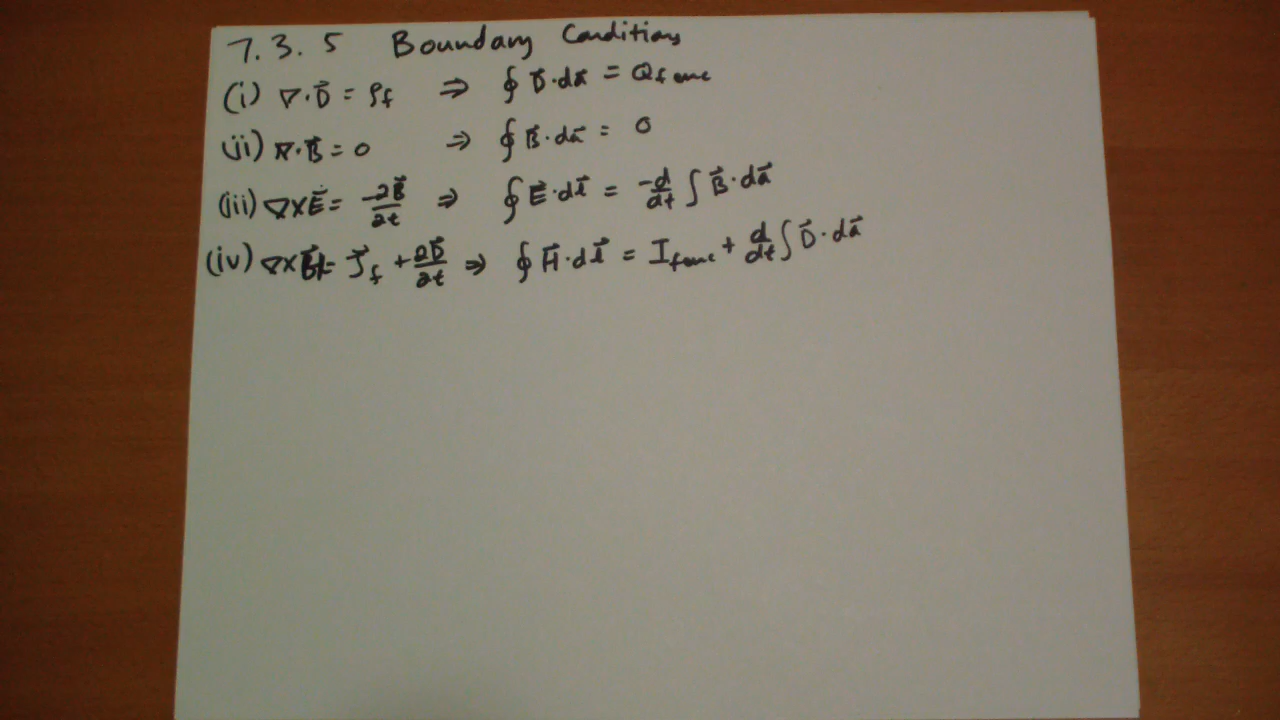 7.3.5 Boundary Conditions
(i) ∇·D⃗ = ρf ⇒ ∮ D⃗·da⃗ = Qf enc
(ii) ∇·B⃗ = 0 ⇒ ∮ B⃗·da⃗ = 0
(iii) ∇×E⃗ = -∂B⃗/∂t ⇒ ∮ E⃗·dl⃗ = -d/dt ∫ B⃗·da⃗
(iv) ∇×H⃗ = J⃗f + ∂D⃗/∂t ⇒ ∮ H⃗·dl⃗ = If enc + d/dt ∫ D⃗·da⃗